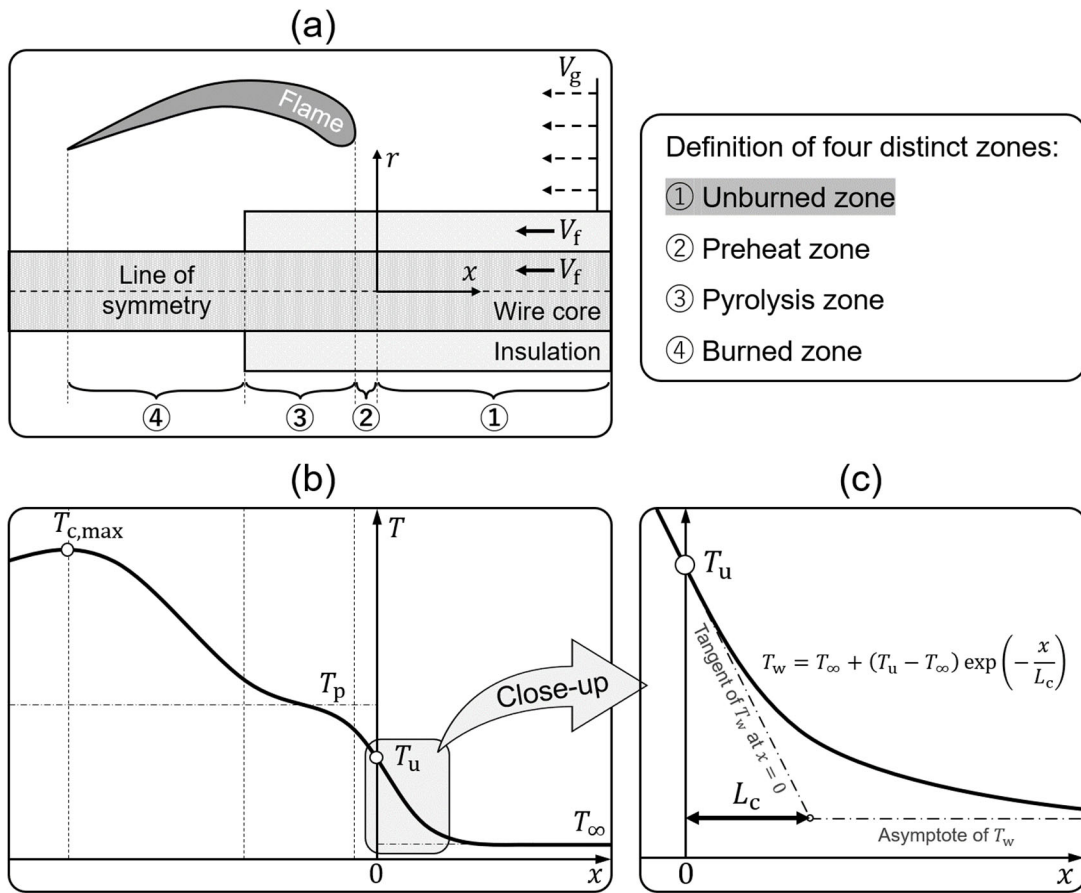 (a)
Flame
V_g
r
V_f
x
V_f
Line of
symmetry
Wire core
Insulation
④
③
②
①
Definition of four distinct zones:
① Unburned zone
② Preheat zone
③ Pyrolysis zone
④ Burned zone
(b)
T_c,max
T
T_p
T_u
T_∞
0
x
Close-up
(c)
T_u
T_w = T_∞ + (T_u − T_∞) exp(−x/L_c)
Tangent of T_w at x = 0
L_c
Asymptote of T_w
0
x